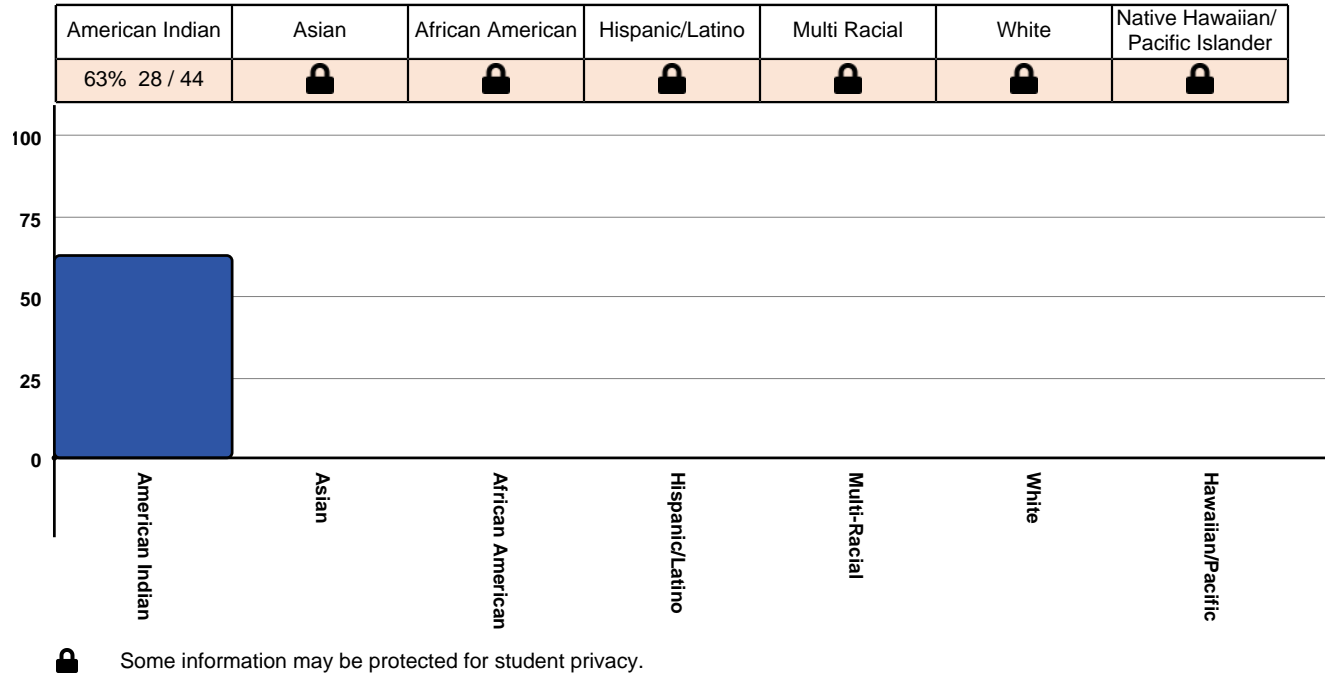 American Indian Asian African American Hispanic/Latino Multi Racial White Native Hawaiian/
Pacific Islander
63% 28 / 44
100
75
50
25
0
American Indian
Asian
African American
Hispanic/Latino
Multi-Racial
White
Hawaiian/Pacific
Some information may be protected for student privacy.